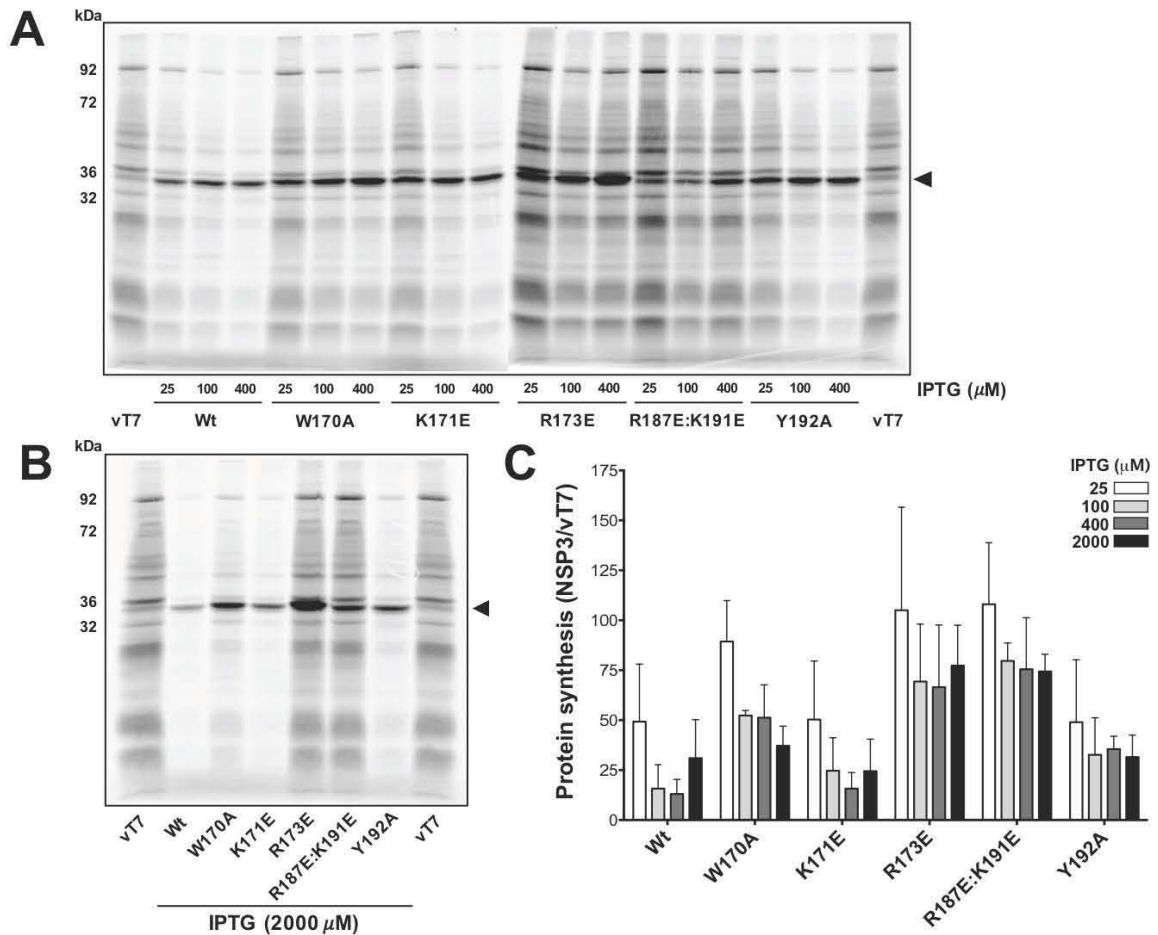 A
kDa
92
72
36
32
25 100 400 25 100 400 25 100 400 25 100 400 25 100 400 25 100 400 IPTG (μM)
vT7 Wt W170A K171E R173E R187E:K191E Y192A vT7
B
kDa
92
72
36
32
vT7 Wt W170A K171E R173E R187E:K191E Y192A vT7
IPTG (2000 μM)
C
Protein synthesis (NSP3/vT7)
175
150
125
100
75
50
25
0
IPTG (μM)
25
100
400
2000
Wt W170A K171E R173E R187E:K191E Y192A